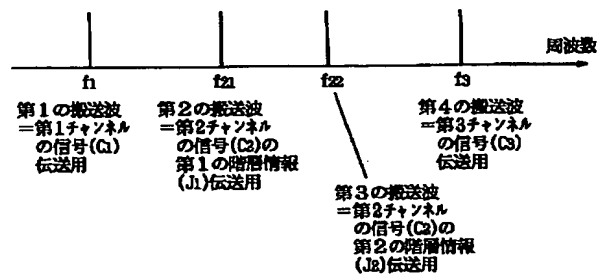 周波数
f1
f21
f22
f3
第1の搬送波
=第1チャンネル
の信号(C1)
伝送用
第2の搬送波
=第2チャンネル
の信号(C2)の
第1の階層情報
(J1)伝送用
第3の搬送波
=第2チャンネル
の信号(C2)の
第2の階層情報
(J2)伝送用
第4の搬送波
=第3チャンネル
の信号(C3)
伝送用